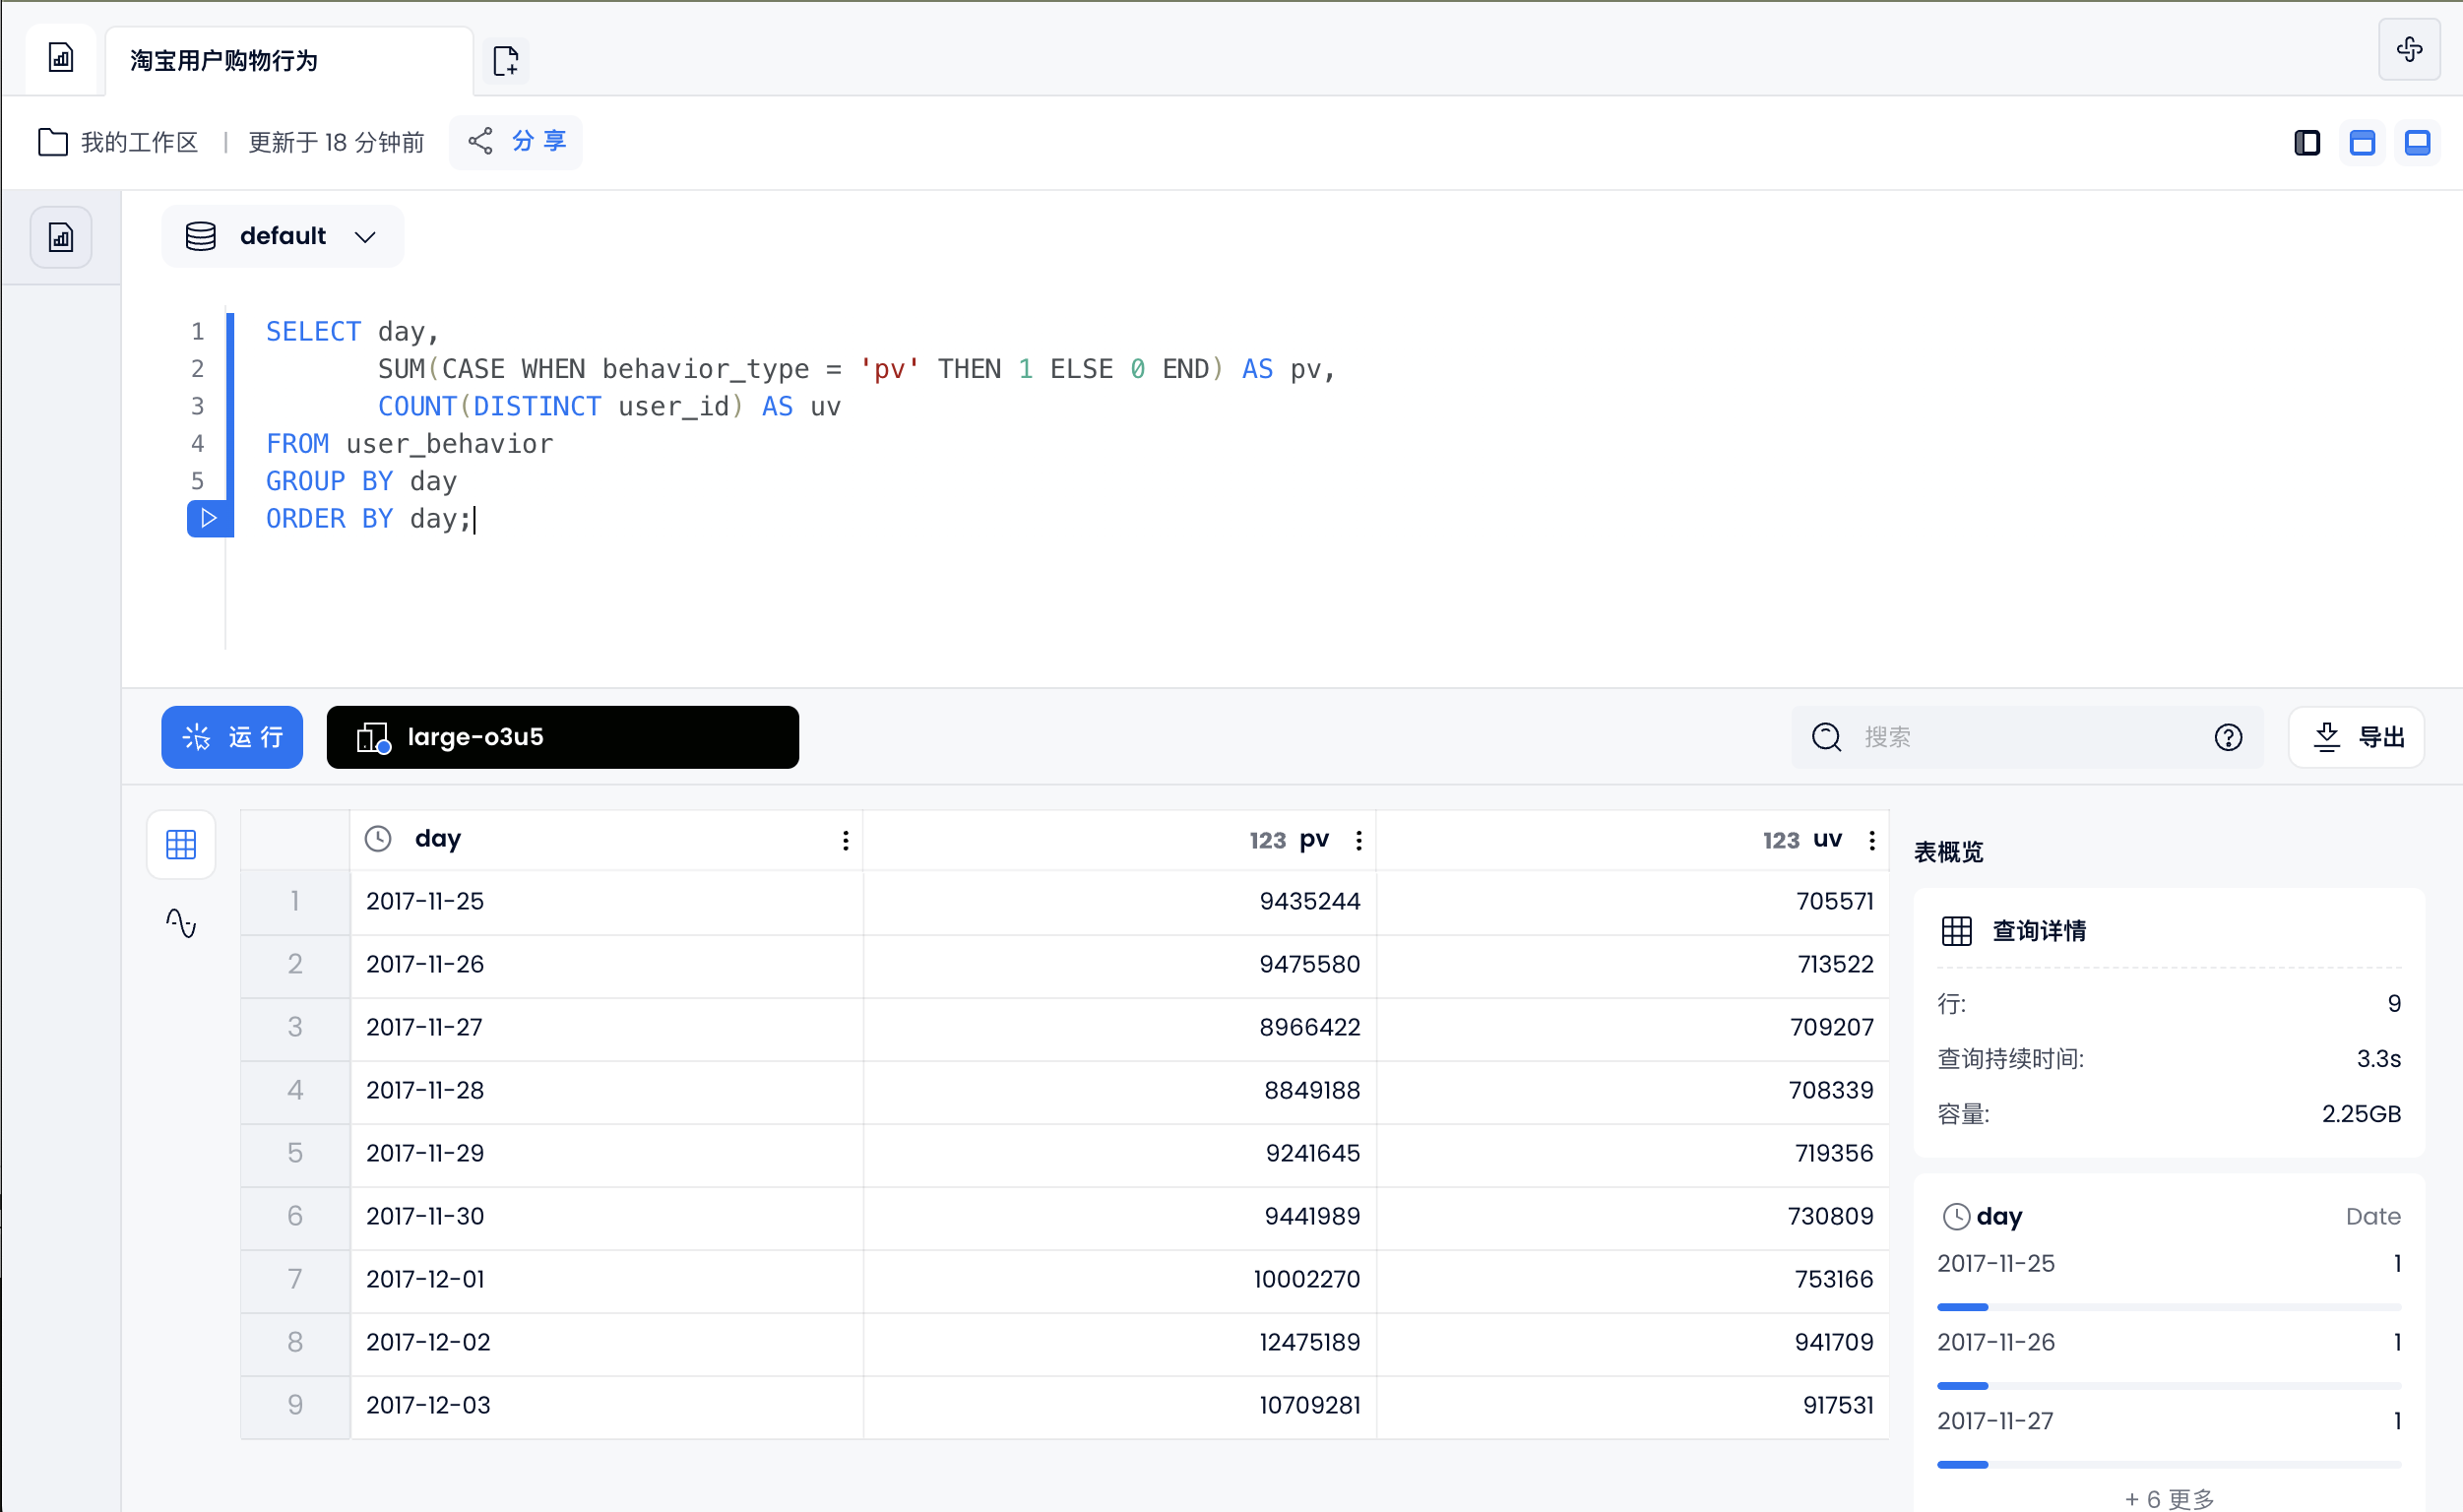 淘宝用户购物行为
我的工作区 | 更新于 18 分钟前 分 享
default
1 SELECT day,
2 SUM(CASE WHEN behavior_type = 'pv' THEN 1 ELSE 0 END) AS pv,
3 COUNT(DISTINCT user_id) AS uv
4 FROM user_behavior
5 GROUP BY day
ORDER BY day;
运 行 large-o3u5 搜索 导出
day 123 pv 123 uv
1 2017-11-25 9435244 705571
2 2017-11-26 9475580 713522
3 2017-11-27 8966422 709207
4 2017-11-28 8849188 708339
5 2017-11-29 9241645 719356
6 2017-11-30 9441989 730809
7 2017-12-01 10002270 753166
8 2017-12-02 12475189 941709
9 2017-12-03 10709281 917531
表概览
查询详情
行: 9
查询持续时间: 3.3s
容量: 2.25GB
day Date
2017-11-25 1
2017-11-26 1
2017-11-27 1
+ 6 更多